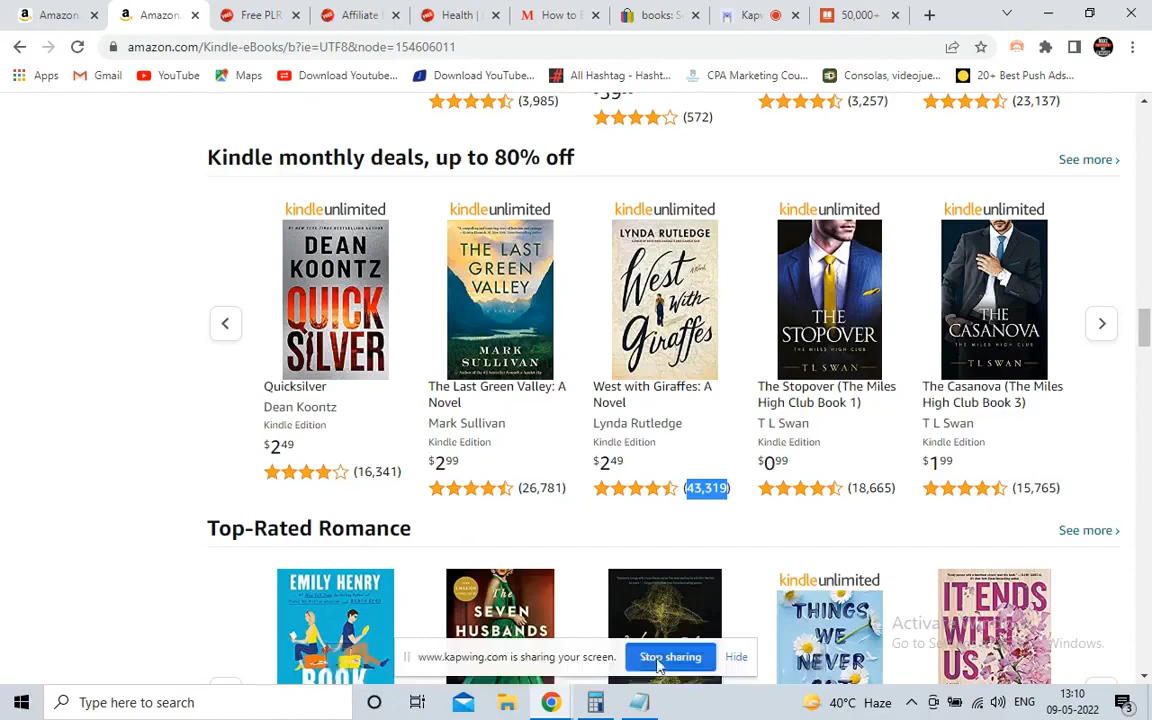 Amazon.
Amazon.
Free PLR
Affiliate
Health |
How to E
books: S
Kapw
50,000+
amazon.com/Kindle-eBooks/b?ie=UTF8&node=154606011
Apps
Gmail
YouTube
Maps
Download Youtube...
Download YouTube...
All Hashtag - Hasht...
CPA Marketing Cou...
Consolas, videojue...
20+ Best Push Ads...
(3,985)
(572)
(3,257)
(23,137)
Kindle monthly deals, up to 80% off
See more ›
kindleunlimited
DEAN
KOONTZ
QUICK
SILVER
Quicksilver
Dean Koontz
Kindle Edition
$2.49
(16,341)
kindleunlimited
THE LAST
GREEN
VALLEY
MARK
SULLIVAN
The Last Green Valley: A
Novel
Mark Sullivan
Kindle Edition
$2.99
(26,781)
kindleunlimited
LYNDA RUTLEDGE
West
With
Giraffes
West with Giraffes: A
Novel
Lynda Rutledge
Kindle Edition
$2.49
(43,319)
kindleunlimited
THE
STOPOVER
THE MILES HIGH CLUB
T L SWAN
The Stopover (The Miles
High Club Book 1)
T L Swan
Kindle Edition
$0.99
(18,665)
kindleunlimited
THE
CASANOVA
THE MILES HIGH CLUB
T L SWAN
The Casanova (The Miles
High Club Book 3)
T L Swan
Kindle Edition
$1.99
(15,765)
Top-Rated Romance
See more ›
EMILY HENRY
BOOK
The
SEVEN
HUSBANDS
kindleunlimited
THINGS
WE
NEVER
IT ENDS
WITH
US
Activate Windows
Go to Settings to activate Windows.
www.kapwing.com is sharing your screen.
Stop sharing
Hide
Type here to search
40°C Haze
ENG
13:10
09-05-2022
3